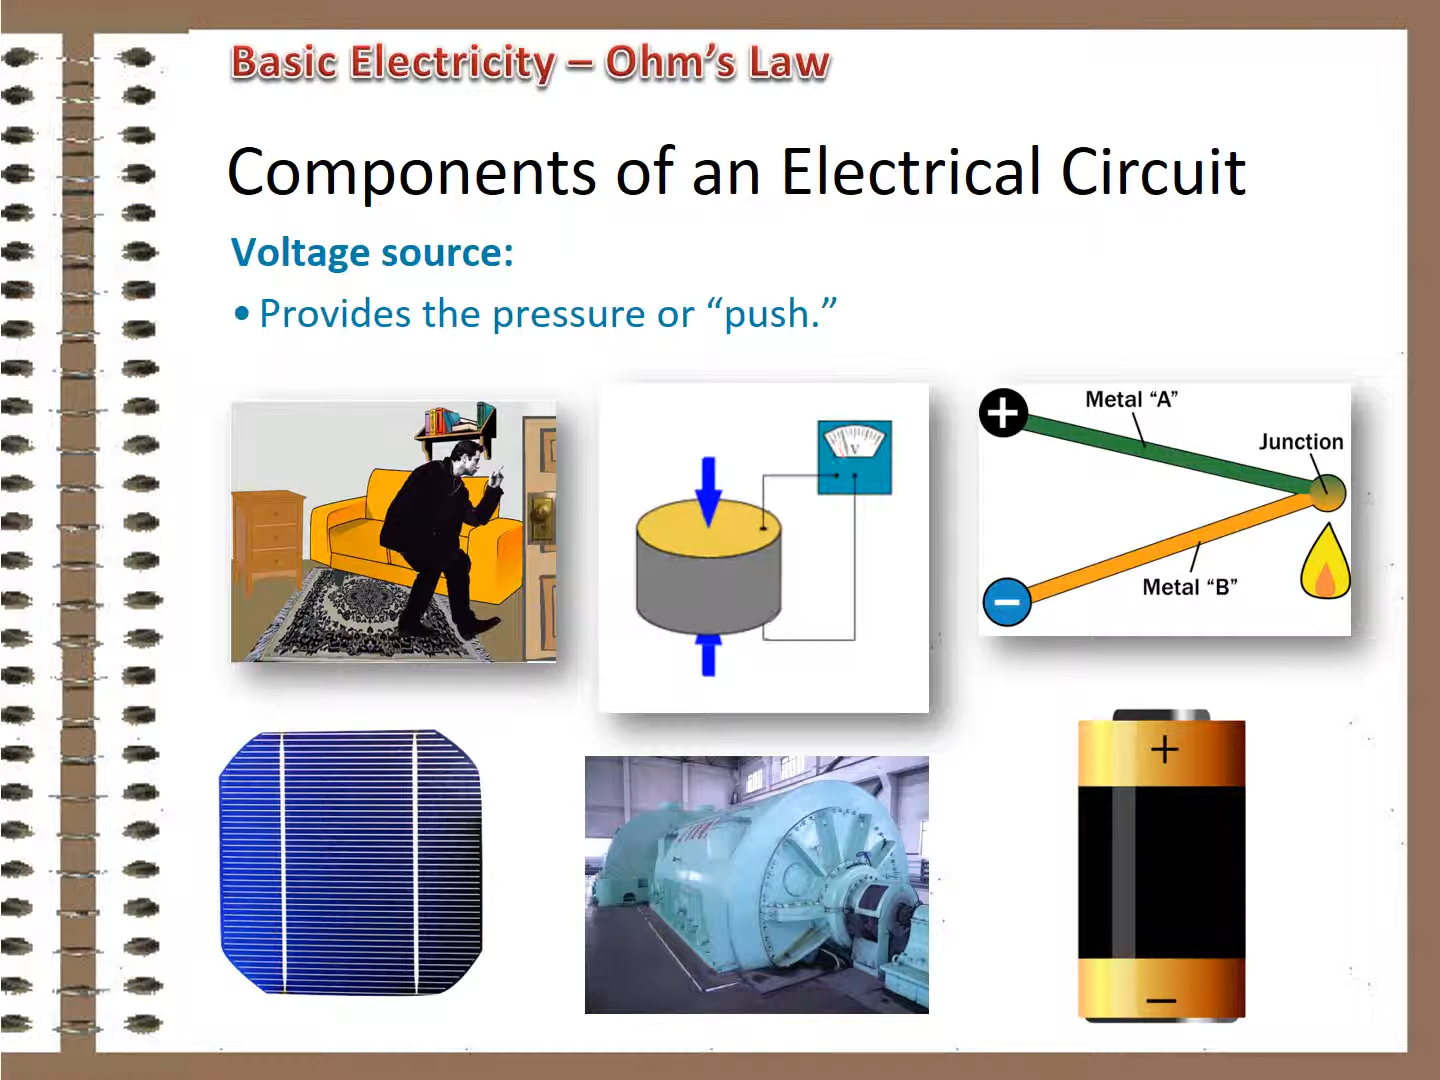 Basic Electricity – Ohm’s Law
Components of an Electrical Circuit
Voltage source:
• Provides the pressure or “push.”
V
+
Metal “A”
Junction
Metal “B”
−
+
−